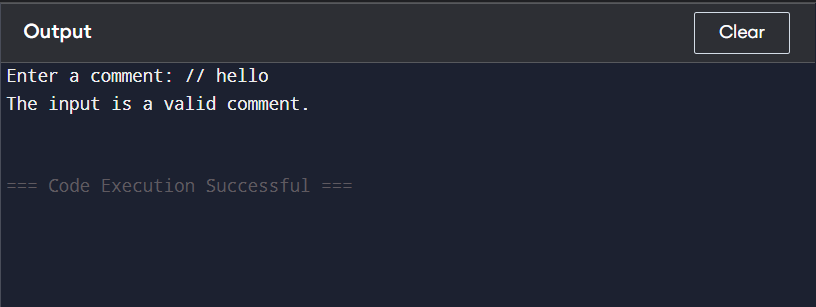 Output
Clear
Enter a comment: // hello
The input is a valid comment.
=== Code Execution Successful ===